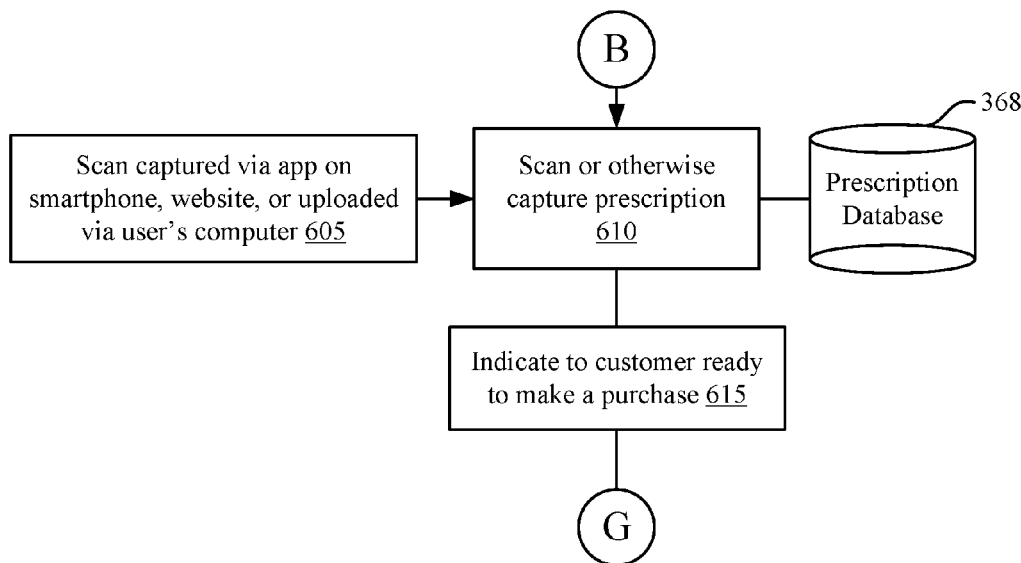 B
368
Scan captured via app on
smartphone, website, or uploaded
via user's computer 605
Scan or otherwise
capture prescription
610
Prescription
Database
Indicate to customer ready
to make a purchase 615
G